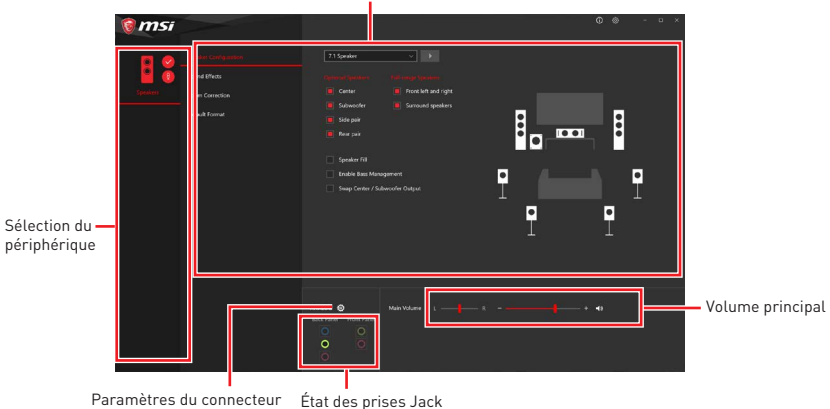 msi
7.1 Speaker
Speakers
Speaker Configuration
Sound Effects
Room Correction
Default Format
Optional Speakers
Full-range Speakers
Center
Front left and right
Subwoofer
Surround speakers
Side pair
Rear pair
Speaker Fill
Enable Bass Management
Swap Center / Subwoofer Output
Sélection du
périphérique
Main Volume
L
R
Volume principal
Paramètres du connecteur
État des prises Jack